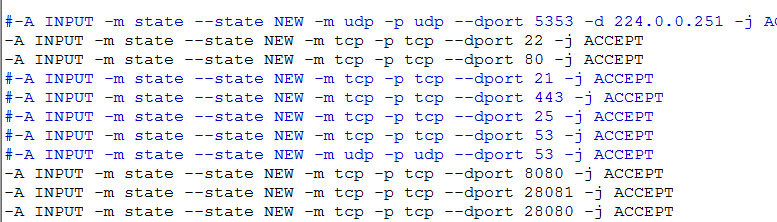 #-A INPUT -m state --state NEW -m udp -p udp --dport 5353 -d 224.0.0.251 -j
-A INPUT -m state --state NEW -m tcp -p tcp --dport 22 -j ACCEPT
-A INPUT -m state --state NEW -m tcp -p tcp --dport 80 -j ACCEPT
#-A INPUT -m state --state NEW -m tcp -p tcp --dport 21 -j ACCEPT
#-A INPUT -m state --state NEW -m tcp -p tcp --dport 443 -j ACCEPT
#-A INPUT -m state --state NEW -m tcp -p tcp --dport 25 -j ACCEPT
#-A INPUT -m state --state NEW -m tcp -p tcp --dport 53 -j ACCEPT
#-A INPUT -m state --state NEW -m udp -p udp --dport 53 -j ACCEPT
-A INPUT -m state --state NEW -m tcp -p tcp --dport 8080 -j ACCEPT
-A INPUT -m state --state NEW -m tcp -p tcp --dport 28081 -j ACCEPT
-A INPUT -m state --state NEW -m tcp -p tcp --dport 28080 -j ACCEPT